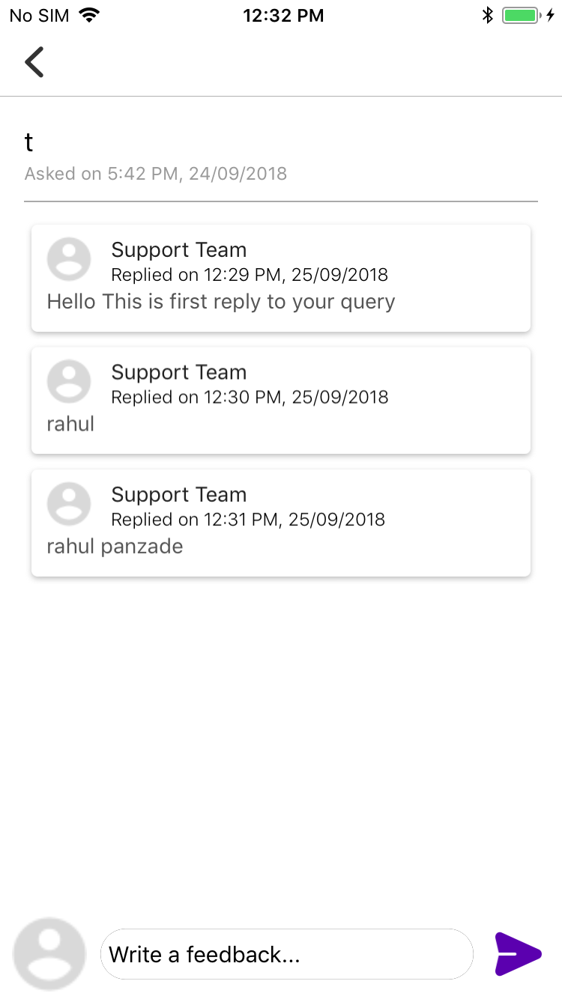 No SIM 12:32 PM
t
Asked on 5:42 PM, 24/09/2018
Support Team
Replied on 12:29 PM, 25/09/2018
Hello This is first reply to your query
Support Team
Replied on 12:30 PM, 25/09/2018
rahul
Support Team
Replied on 12:31 PM, 25/09/2018
rahul panzade
Write a feedback...